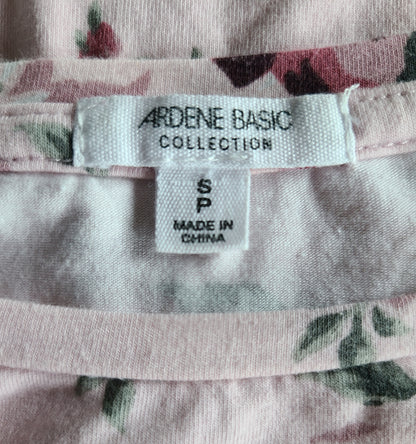 ARDENE BASIC
COLLECTION
S
P
MADE IN
CHINA